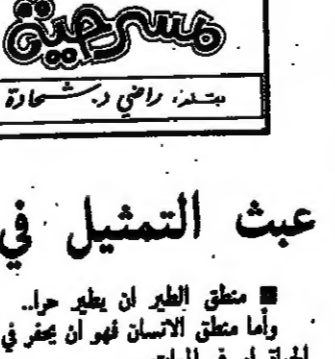 مسرحية
بقلم: راضي د. شحادة
عبث التمثيل في
■ منطق الطير ان يطير حرا..
وأما منطق الانسان فهو ان يحفر في